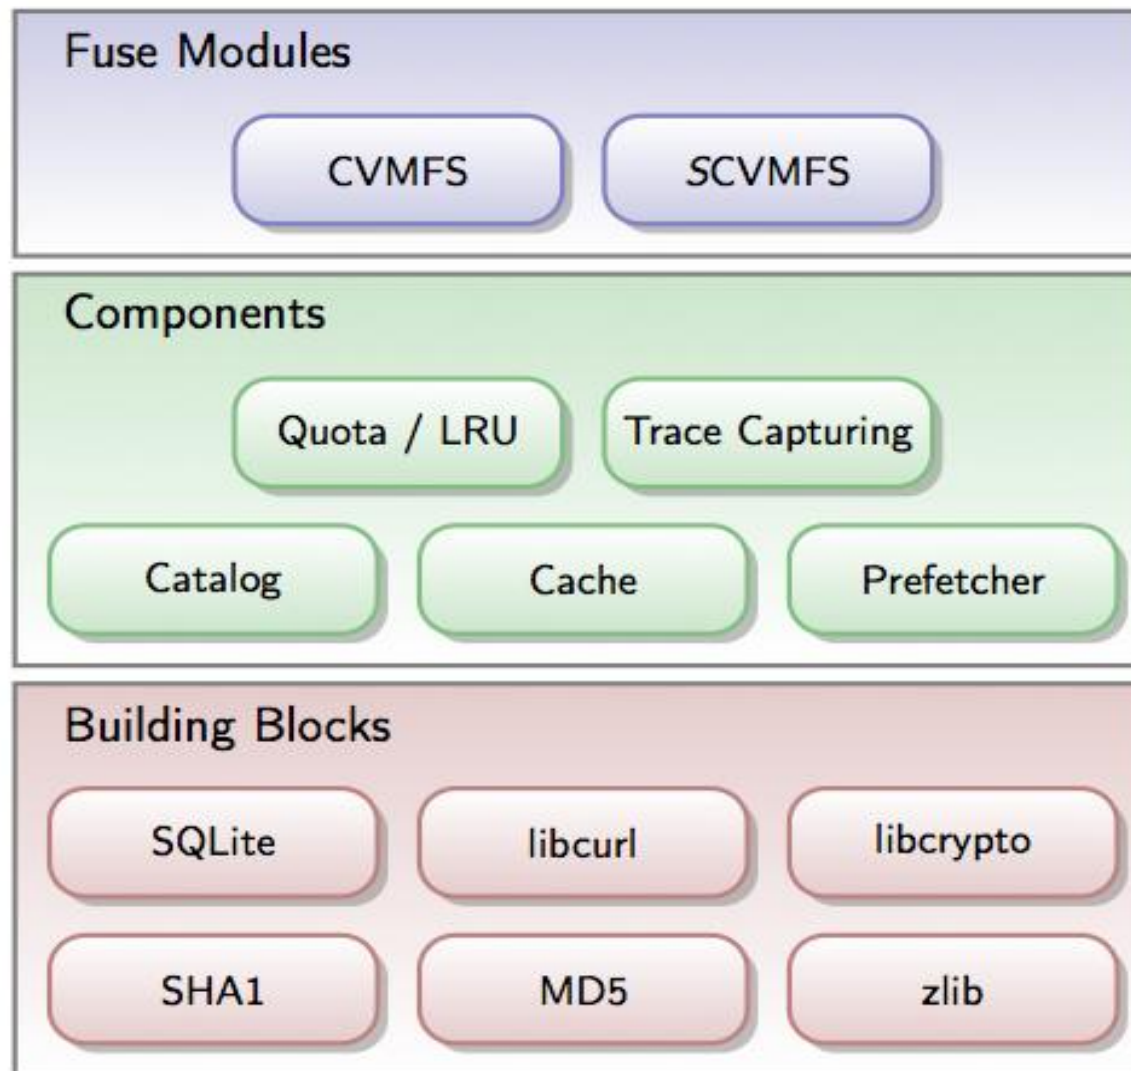 Fuse Modules
CVMFS SCVMFS
Components
Quota / LRU Trace Capturing
Catalog Cache Prefetcher
Building Blocks
SQLite libcurl libcrypto
SHA1 MD5 zlib